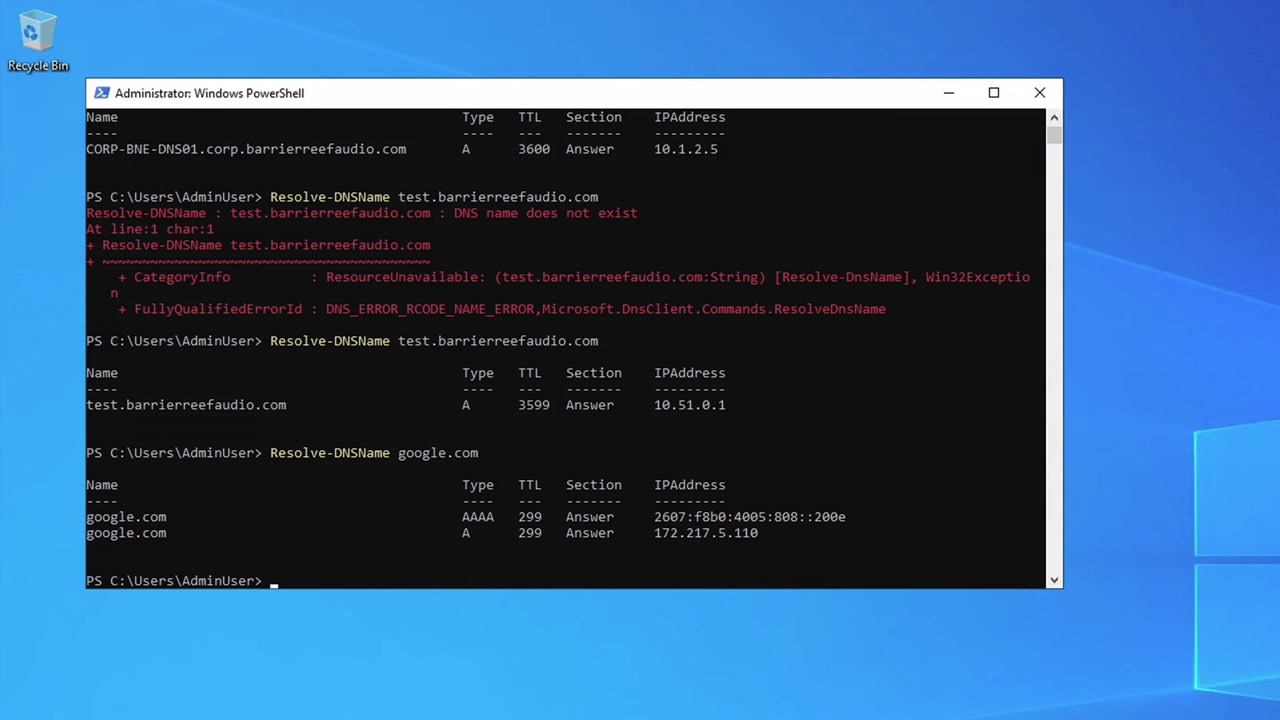 Recycle Bin
Administrator: Windows PowerShell
Name Type TTL Section IPAddress
---- ---- --- ------- ---------
CORP-BNE-DNS01.corp.barrierreefaudio.com A 3600 Answer 10.1.2.5
PS C:\Users\AdminUser> Resolve-DNSName test.barrierreefaudio.com
Resolve-DNSName : test.barrierreefaudio.com : DNS name does not exist
At line:1 char:1
+ Resolve-DNSName test.barrierreefaudio.com
+ ~~~~~~~~~~~~~~~~~~~~~~~~~~~~~~~~~~~~~~~~~
+ CategoryInfo : ResourceUnavailable: (test.barrierreefaudio.com:String) [Resolve-DnsName], Win32Exceptio
n
+ FullyQualifiedErrorId : DNS_ERROR_RCODE_NAME_ERROR,Microsoft.DnsClient.Commands.ResolveDnsName
PS C:\Users\AdminUser> Resolve-DNSName test.barrierreefaudio.com
Name Type TTL Section IPAddress
---- ---- --- ------- ---------
test.barrierreefaudio.com A 3599 Answer 10.51.0.1
PS C:\Users\AdminUser> Resolve-DNSName google.com
Name Type TTL Section IPAddress
---- ---- --- ------- ---------
google.com AAAA 299 Answer 2607:f8b0:4005:808::200e
google.com A 299 Answer 172.217.5.110
PS C:\Users\AdminUser> _